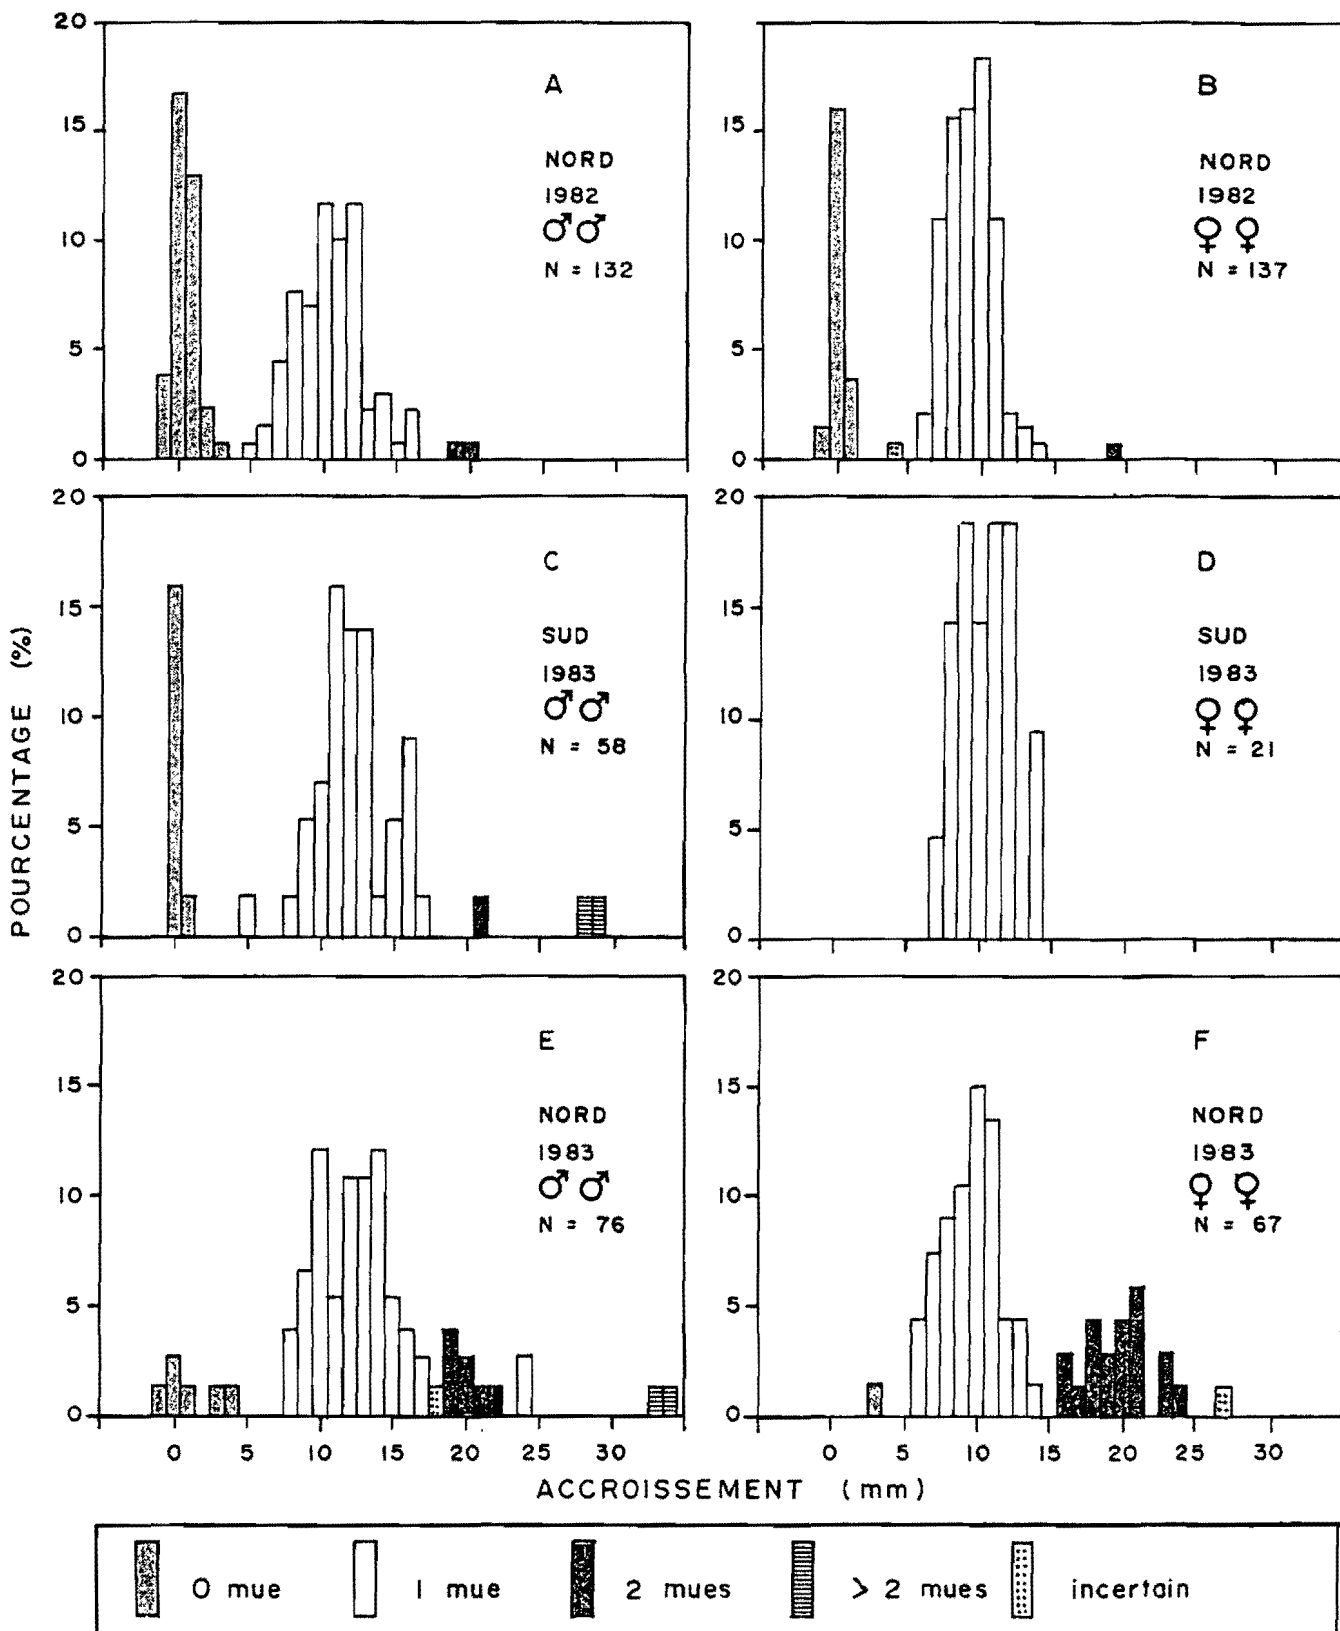 20
15
10
5
0
A
NORD
1982
♂♂
N = 132
20
15
10
5
0
B
NORD
1982
♀♀
N = 137
20
15
10
5
0
C
SUD
1983
♂♂
N = 58
20
15
10
5
0
D
SUD
1983
♀♀
N = 21
20
15
10
5
0
E
NORD
1983
♂♂
N = 76
20
15
10
5
0
F
NORD
1983
♀♀
N = 67
POURCENTAGE (%)
0 5 10 15 20 25 30
0 5 10 15 20 25 30
ACCROISSEMENT (mm)
0 mue
1 mue
2 mues
> 2 mues
incertain